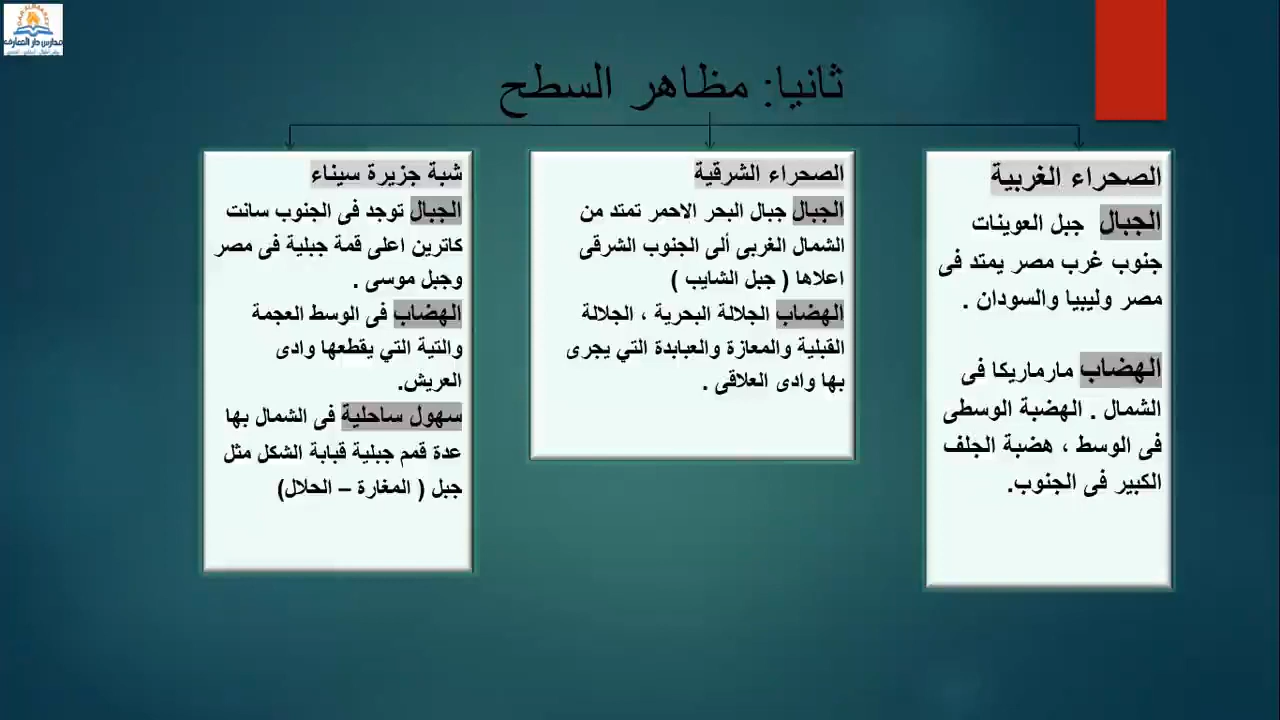 مدارس دار المعارف
ثانيا: مظاهر السطح
الصحراء الغربية
الجبال جبل العوينات
جنوب غرب مصر يمتد فى
مصر وليبيا والسودان .
الهضاب مارماريكا فى
الشمال . الهضبة الوسطى
فى الوسط ، هضبة الجلف
الكبير فى الجنوب.
الصحراء الشرقية
الجبال جبال البحر الاحمر تمتد من
الشمال الغربى ألى الجنوب الشرقى
اعلاها ( جبل الشايب )
الهضاب الجلالة البحرية ، الجلالة
القبلية والمعازة والعبابدة التي يجرى
بها وادى العلاقى .
شبة جزيرة سيناء
الجبال توجد فى الجنوب سانت
كاترين اعلى قمة جبلية فى مصر
وجبل موسى .
الهضاب فى الوسط العجمة
والتية التي يقطعها وادى
العريش.
سهول ساحلية فى الشمال بها
عدة قمم جبلية قبابة الشكل مثل
جبل ( المغارة – الحلال)